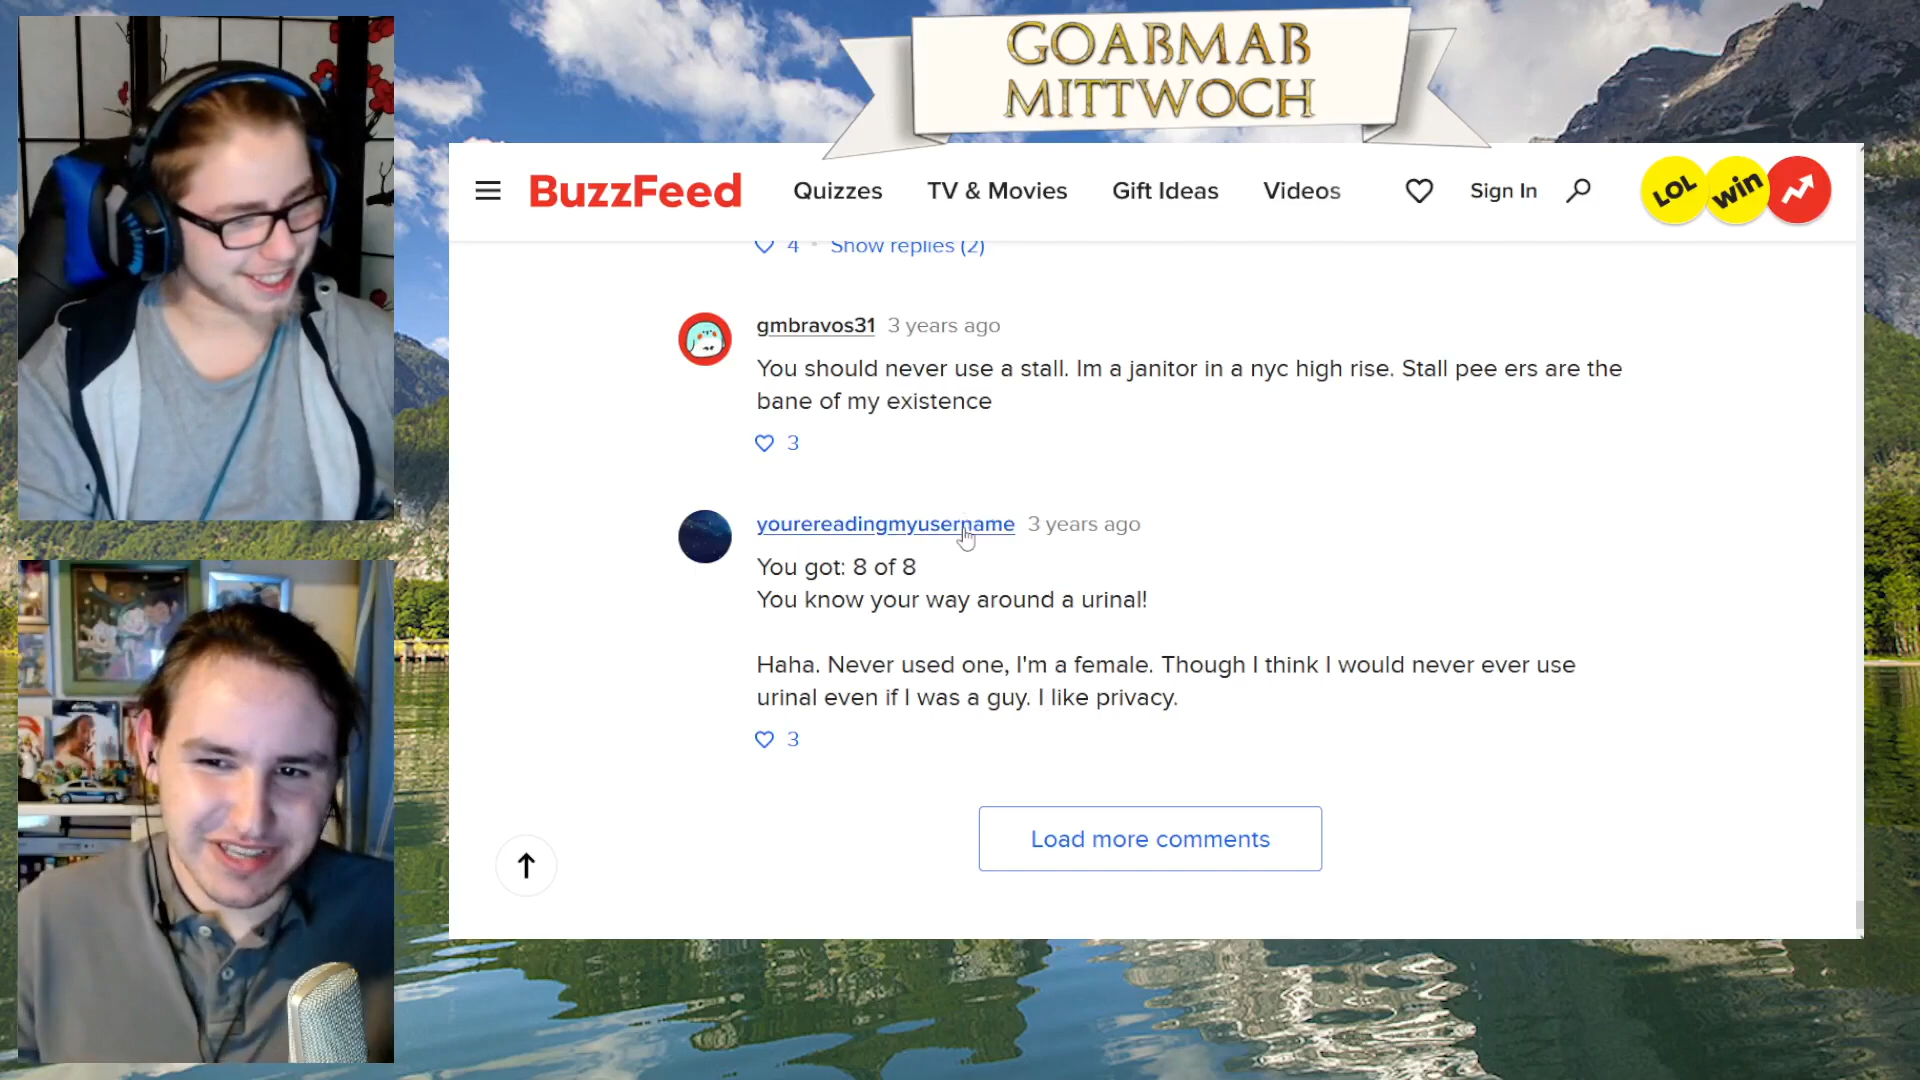 GOABMAB
MITTWOCH
BuzzFeed
Quizzes
TV & Movies
Gift Ideas
Videos
Sign In
LOL
win
4 • Show replies (2)
gmbravos31 3 years ago
You should never use a stall. Im a janitor in a nyc high rise. Stall pee ers are the
bane of my existence
3
yourereadingmyusername 3 years ago
You got: 8 of 8
You know your way around a urinal!
Haha. Never used one, I'm a female. Though I think I would never ever use
urinal even if I was a guy. I like privacy.
3
Load more comments